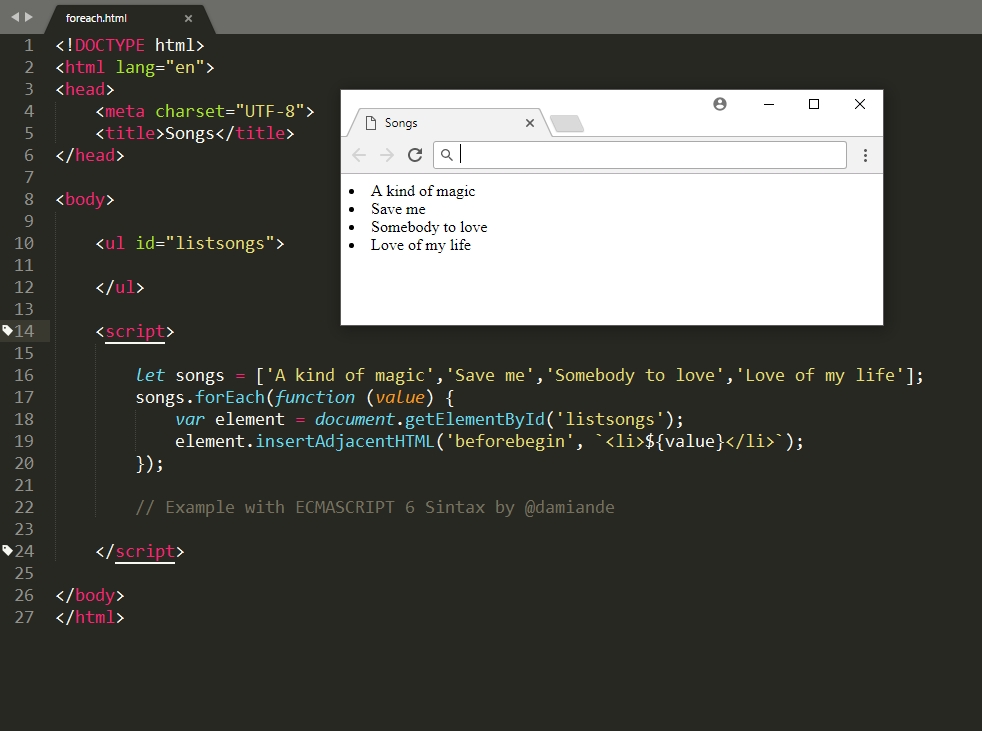 foreach.html
1 <!DOCTYPE html>
2 <html lang="en">
3 <head>
4 <meta charset="UTF-8">
5 <title>Songs</title>
6 </head>
7
8 <body>
9
10 <ul id="listsongs">
11
12 </ul>
13
14 <script>
15
16 let songs = ['A kind of magic','Save me','Somebody to love','Love of my life'];
17 songs.forEach(function (value) {
18 var element = document.getElementById('listsongs');
19 element.insertAdjacentHTML('beforebegin', `<li>${value}</li>`);
20 });
21
22 // Example with ECMASCRIPT 6 Sintax by @damiande
23
24 </script>
25
26 </body>
27 </html>
Songs
A kind of magic
Save me
Somebody to love
Love of my life